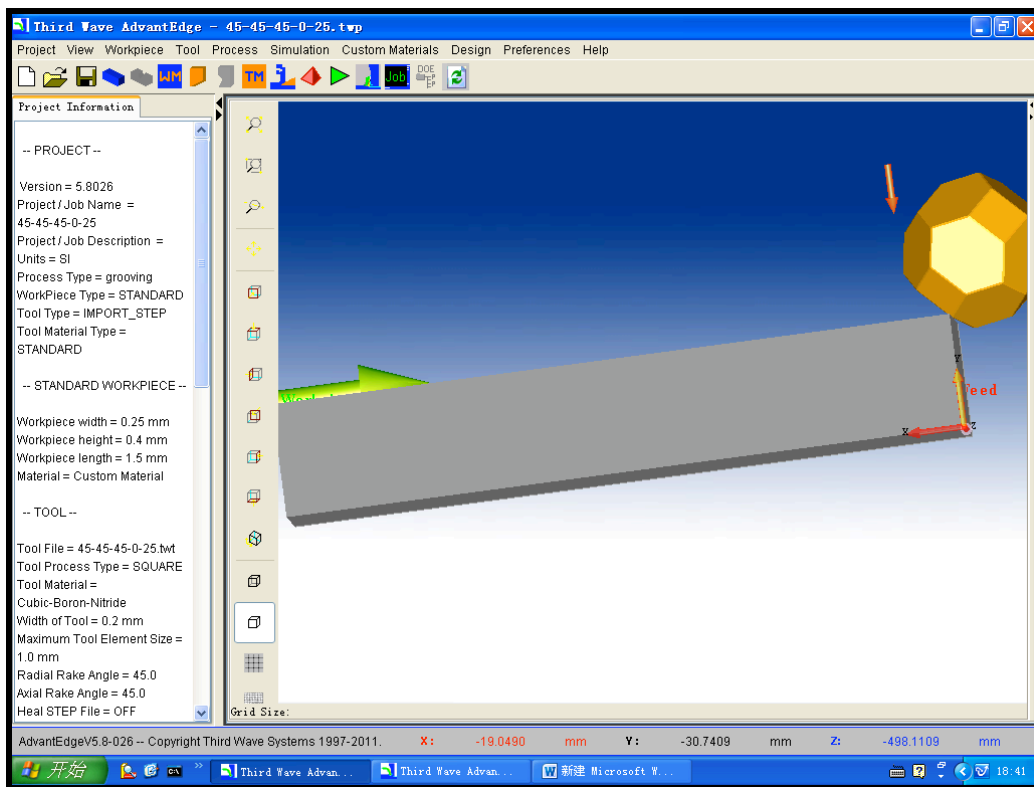 Third Wave AdvantEdge - 45-45-45-0-25.twp
Project View Workpiece Tool Process Simulation Custom Materials Design Preferences Help
WM TM Job DOE
Project Information
-- PROJECT --
Version = 5.8026
Project / Job Name =
45-45-45-0-25
Project / Job Description =
Units = SI
Process Type = grooving
WorkPiece Type = STANDARD
Tool Type = IMPORT_STEP
Tool Material Type =
STANDARD
-- STANDARD WORKPIECE --
Workpiece width = 0.25 mm
Workpiece height = 0.4 mm
Workpiece length = 1.5 mm
Material = Custom Material
-- TOOL --
Tool File = 45-45-45-0-25.twt
Tool Process Type = SQUARE
Tool Material =
Cubic-Boron-Nitride
Width of Tool = 0.2 mm
Maximum Tool Element Size =
1.0 mm
Radial Rake Angle = 45.0
Axial Rake Angle = 45.0
Heal STEP File = OFF
Y
X
Z
Grid Size:
AdvantEdgeV5.8-026 -- Copyright Third Wave Systems 1997-2011. X: -19.0490 mm Y: -30.7409 mm Z: -498.1109 mm
开始 Third Wave Advan... Third Wave Advan... 新建 Microsoft W... 18:41